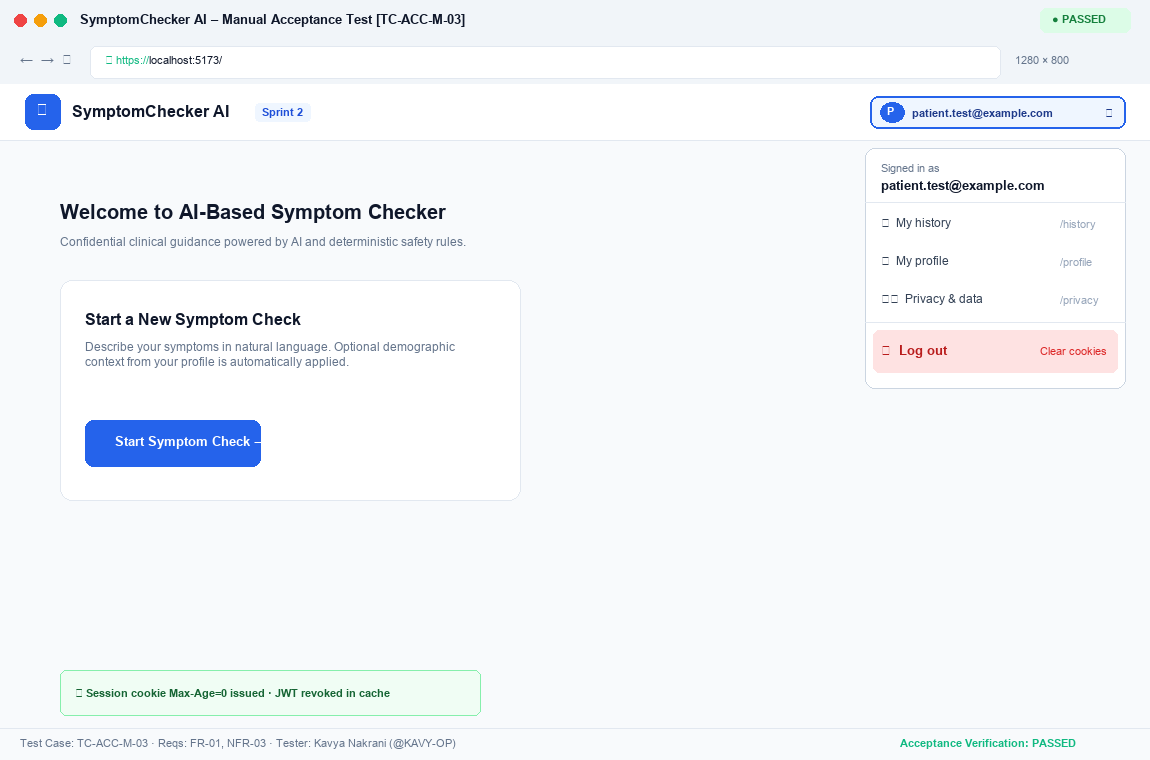 SymptomChecker AI – Manual Acceptance Test [TC-ACC-M-03]
● PASSED
← →
https://localhost:5173/
1280 × 800
SymptomChecker AI
Sprint 2
P
patient.test@example.com
Signed in as
patient.test@example.com
My history
/history
My profile
/profile
Privacy & data
/privacy
Log out
Clear cookies
Welcome to AI-Based Symptom Checker
Confidential clinical guidance powered by AI and deterministic safety rules.
Start a New Symptom Check
Describe your symptoms in natural language. Optional demographic
context from your profile is automatically applied.
Start Symptom Check –
Session cookie Max-Age=0 issued · JWT revoked in cache
Test Case: TC-ACC-M-03 · Reqs: FR-01, NFR-03 · Tester: Kavya Nakrani (@KAVY-OP)
Acceptance Verification: PASSED